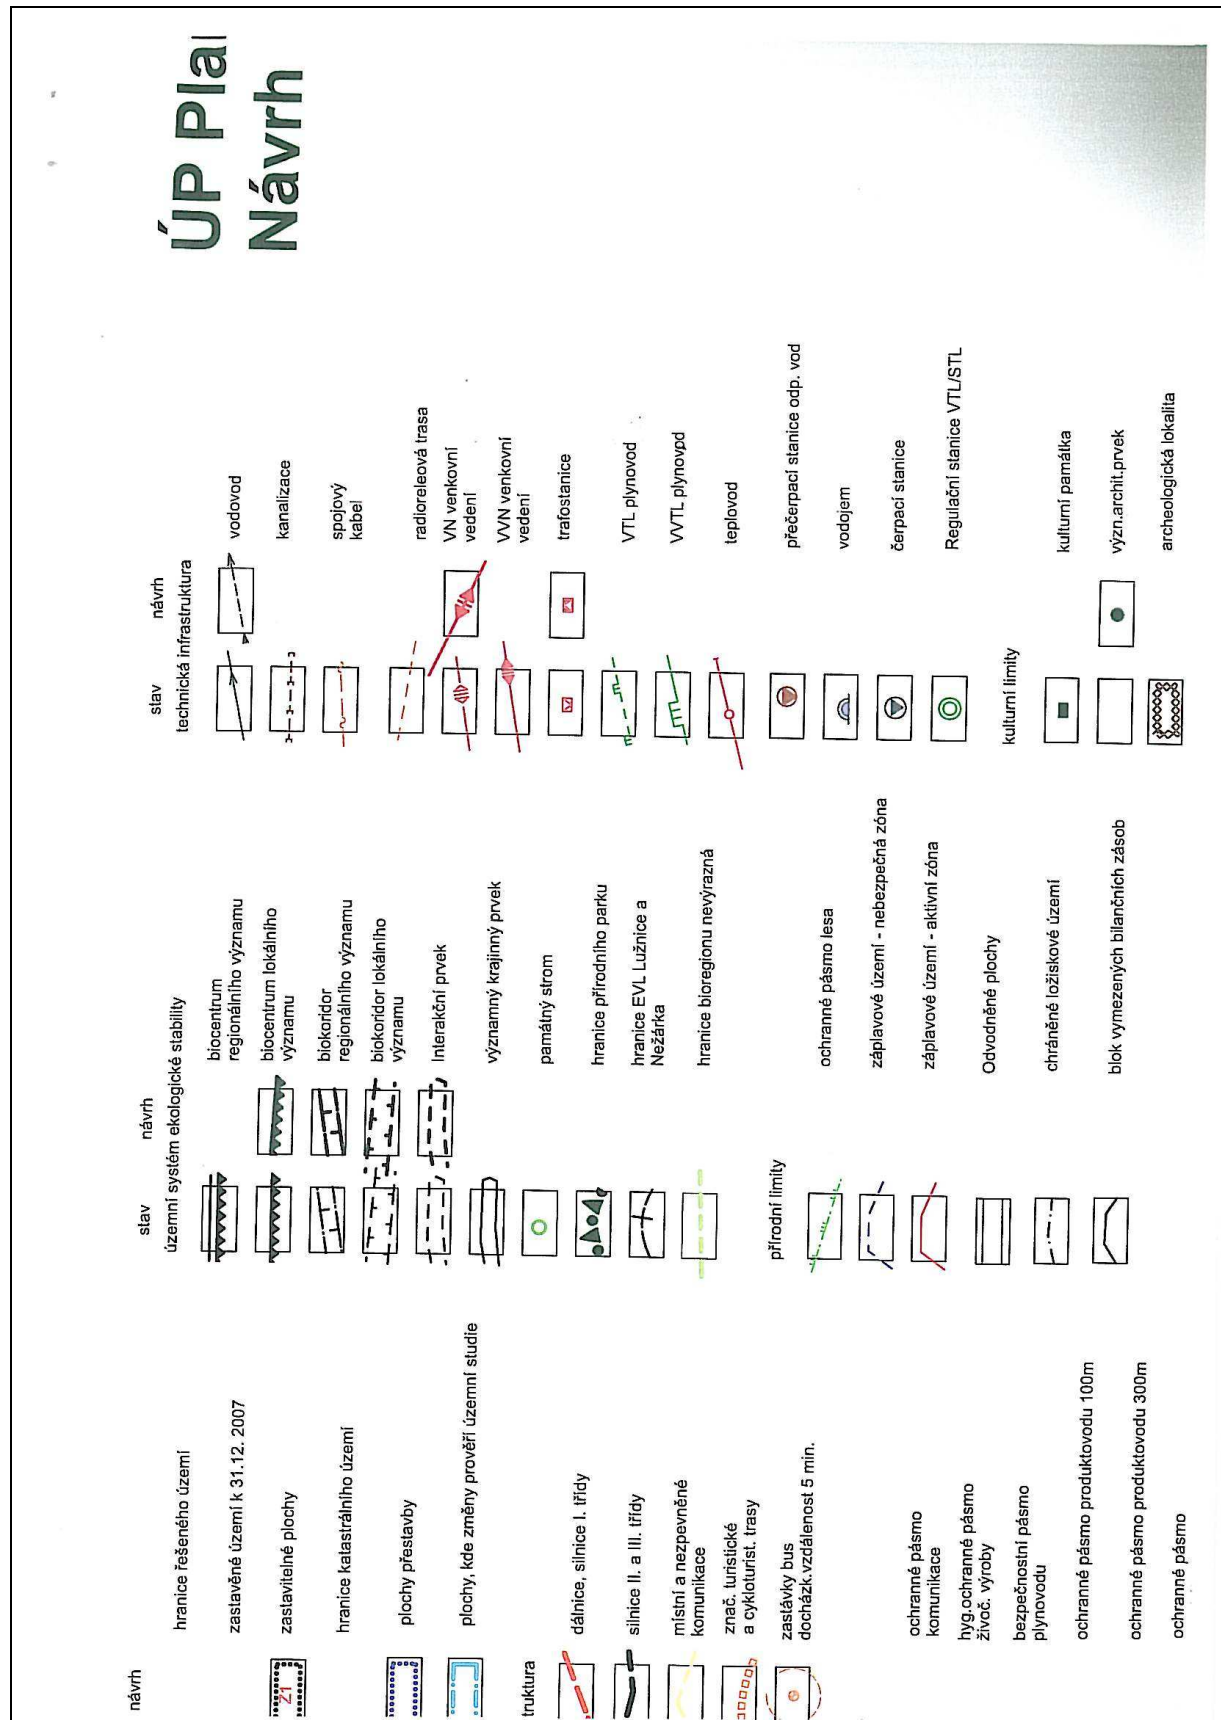 ÚP Pla
Návrh
návrh
hranice řešeného území
zastavěné území k 31.12. 2007
Z1
zastavitelné plochy
hranice katastrálního území
plochy přestavby
plochy, kde změny prověří územní studie
truktura
dálnice, silnice I. třídy
silnice II. a III. třídy
místní a nezpevněné
komunikace
znač. turistické
a cykloturist. trasy
zastávky bus
docházk.vzdálenost 5 min.
ochranné pásmo
komunikace
hyg.ochranné pásmo
živoč. výroby
bezpečnostní pásmo
plynovodu
ochranné pásmo produktovodu 100m
ochranné pásmo produktovodu 300m
ochranné pásmo
stav
návrh
územní systém ekologické stability
biocentrum
regionálního významu
biocentrum lokálního
významu
biokoridor
regionálního významu
biokoridor lokálního
významu
Interakční prvek
významný krajinný prvek
památný strom
hranice přírodního parku
hranice EVL Lužnice a
Nežárka
hranice bioregionu nevýrazná
přírodní limity
ochranné pásmo lesa
záplavové území - nebezpečná zóna
záplavové území - aktivní zóna
Odvodněné plochy
chráněné ložiskové území
blok vymezených bilančních zásob
stav
návrh
technická infrastruktura
vodovod
kanalizace
spojový
kabel
radioreleová trasa
VN venkovní
vedení
VVN venkovní
vedení
trafostanice
VTL plynovod
VVTL plynovpd
teplovod
přečerpací stanice odp. vod
vodojem
čerpací stanice
Regulační stanice VTL/STL
kulturní limity
kulturní památka
význ.archit.prvek
archeologická lokalita